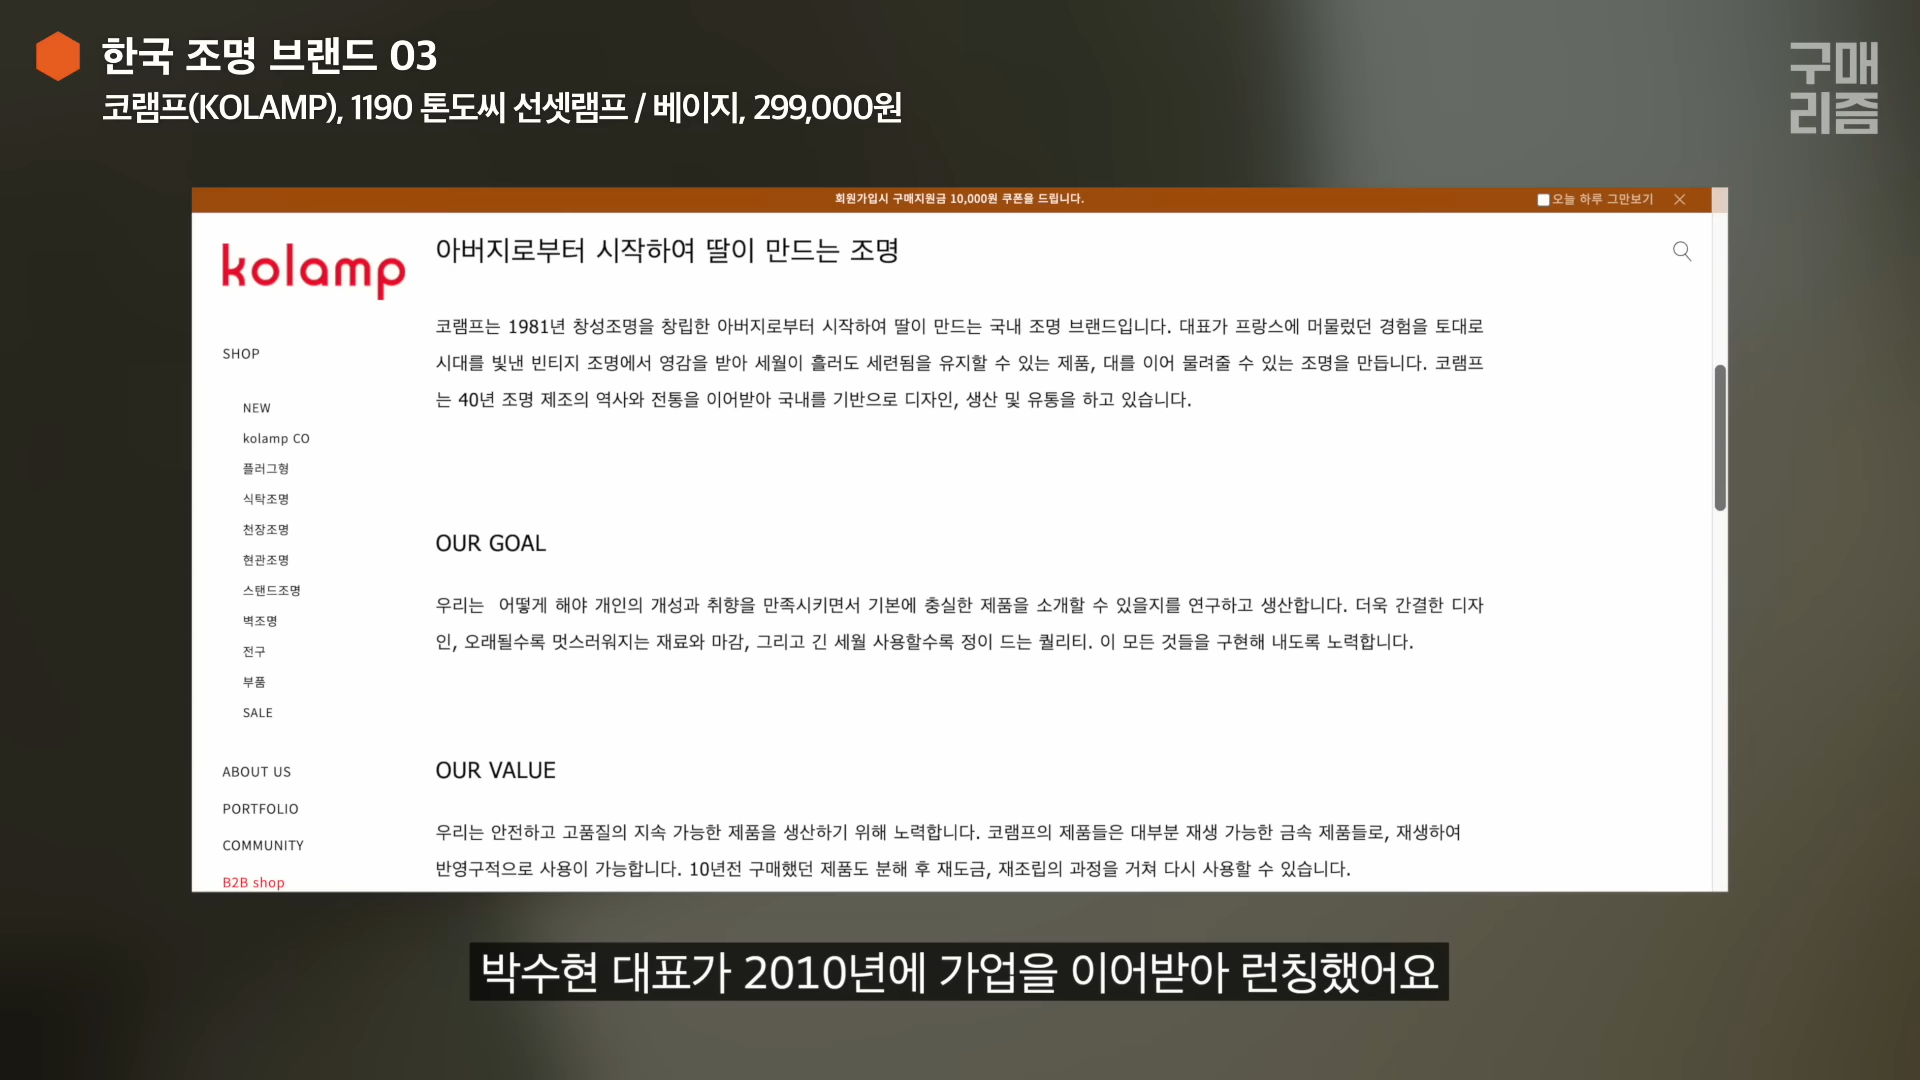 한국 조명 브랜드 03
코램프(KOLAMP), 1190 톤도씨 선셋램프 / 베이지, 299,000원
구매
리즘
회원가입시 구매지원금 10,000원 쿠폰을 드립니다.
오늘 하루 그만보기
kolamp
SHOP
NEW
kolamp CO
플러그형
식탁조명
천장조명
현관조명
스탠드조명
벽조명
전구
부품
SALE
ABOUT US
PORTFOLIO
COMMUNITY
B2B shop
아버지로부터 시작하여 딸이 만드는 조명
코램프는 1981년 창성조명을 창립한 아버지로부터 시작하여 딸이 만드는 국내 조명 브랜드입니다. 대표가 프랑스에 머물렀던 경험을 토대로
시대를 빛낸 빈티지 조명에서 영감을 받아 세월이 흘러도 세련됨을 유지할 수 있는 제품, 대를 이어 물려줄 수 있는 조명을 만듭니다. 코램프
는 40년 조명 제조의 역사와 전통을 이어받아 국내를 기반으로 디자인, 생산 및 유통을 하고 있습니다.
OUR GOAL
우리는 어떻게 해야 개인의 개성과 취향을 만족시키면서 기본에 충실한 제품을 소개할 수 있을지를 연구하고 생산합니다. 더욱 간결한 디자
인, 오래될수록 멋스러워지는 재료와 마감, 그리고 긴 세월 사용할수록 정이 드는 퀄리티. 이 모든 것들을 구현해 내도록 노력합니다.
OUR VALUE
우리는 안전하고 고품질의 지속 가능한 제품을 생산하기 위해 노력합니다. 코램프의 제품들은 대부분 재생 가능한 금속 제품들로, 재생하여
반영구적으로 사용이 가능합니다. 10년전 구매했던 제품도 분해 후 재도금, 재조립의 과정을 거쳐 다시 사용할 수 있습니다.
박수현 대표가 2010년에 가업을 이어받아 런칭했어요